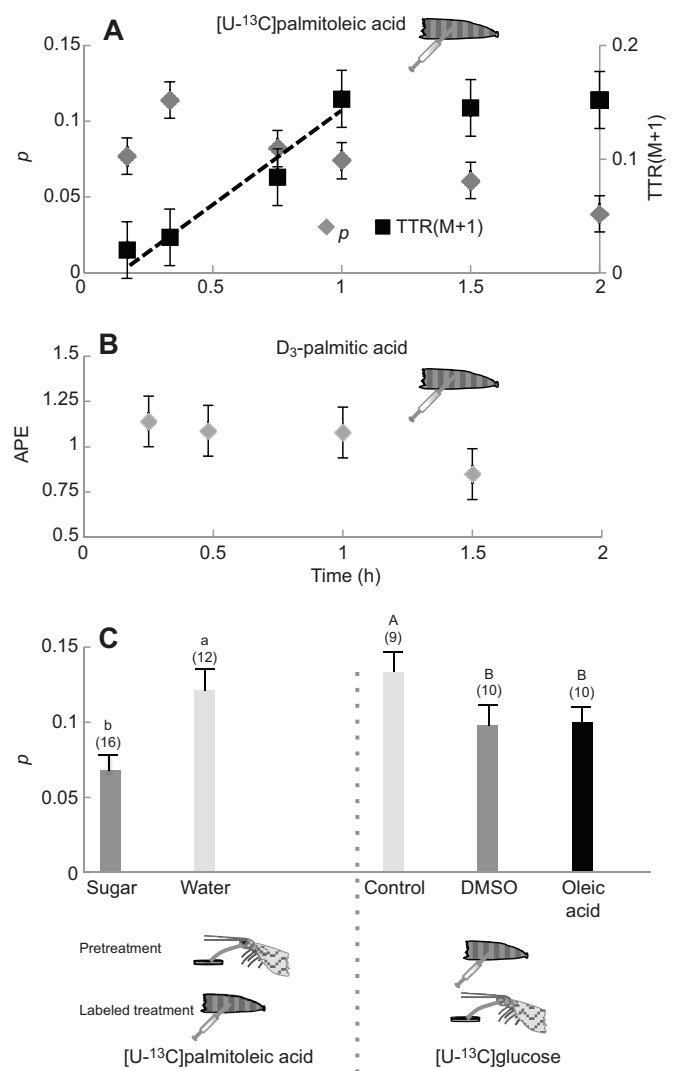 A
[U-13C]palmitoleic acid
0.15
0.2
0.1
0.1
0.05
0
0
p
TTR(M+1)
p
TTR(M+1)
0.5
1
1.5
2
B
D3-palmitic acid
1.5
1.25
1
0.75
0.5
APE
0
0.5
1
1.5
2
Time (h)
C
0.15
0.1
0.05
0
p
b
(16)
a
(12)
A
(9)
B
(10)
B
(10)
Sugar
Water
Control
DMSO
Oleic
acid
Pretreatment
Labeled treatment
[U-13C]palmitoleic acid
[U-13C]glucose